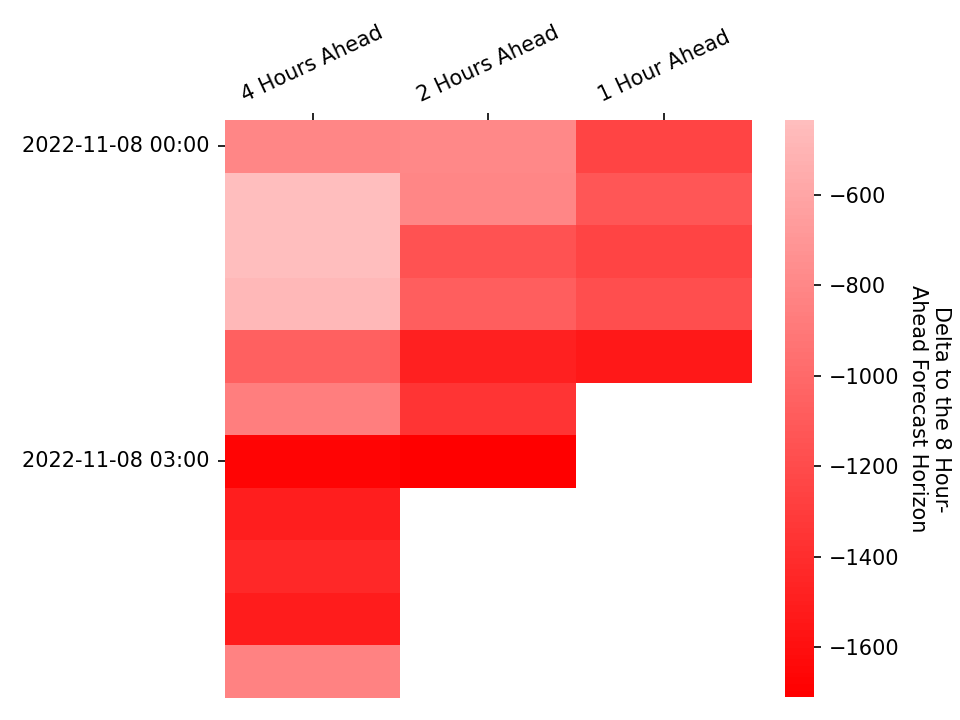 4 Hours Ahead
2 Hours Ahead
1 Hour Ahead
2022-11-08 00:00
2022-11-08 03:00
−600
−800
−1000
−1200
−1400
−1600
Delta to the 8 Hour-
Ahead Forecast Horizon